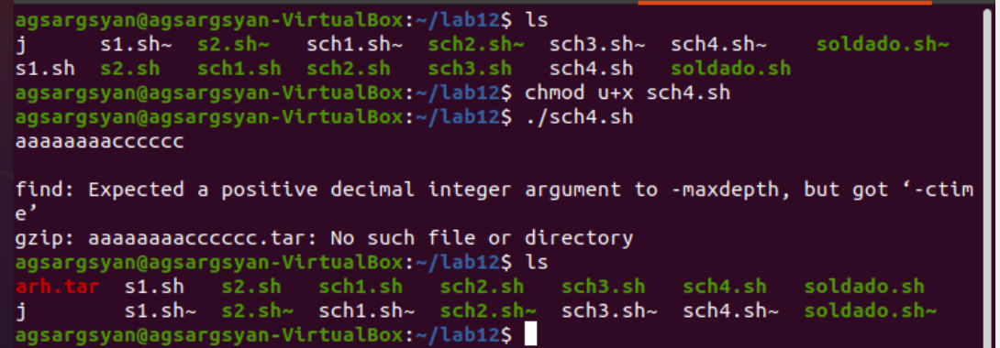 agsargsyan@agsargsyan-VirtualBox:~/lab12$ ls
j s1.sh~ s2.sh~ sch1.sh~ sch2.sh~ sch3.sh~ sch4.sh~ soldado.sh~
s1.sh s2.sh sch1.sh sch2.sh sch3.sh sch4.sh soldado.sh
agsargsyan@agsargsyan-VirtualBox:~/lab12$ chmod u+x sch4.sh
agsargsyan@agsargsyan-VirtualBox:~/lab12$ ./sch4.sh
aaaaaaaacccccc
find: Expected a positive decimal integer argument to -maxdepth, but got ‘-ctim
e’
gzip: aaaaaaaacccccc.tar: No such file or directory
agsargsyan@agsargsyan-VirtualBox:~/lab12$ ls
arh.tar s1.sh s2.sh sch1.sh sch2.sh sch3.sh sch4.sh soldado.sh
j s1.sh~ s2.sh~ sch1.sh~ sch2.sh~ sch3.sh~ sch4.sh~ soldado.sh~
agsargsyan@agsargsyan-VirtualBox:~/lab12$